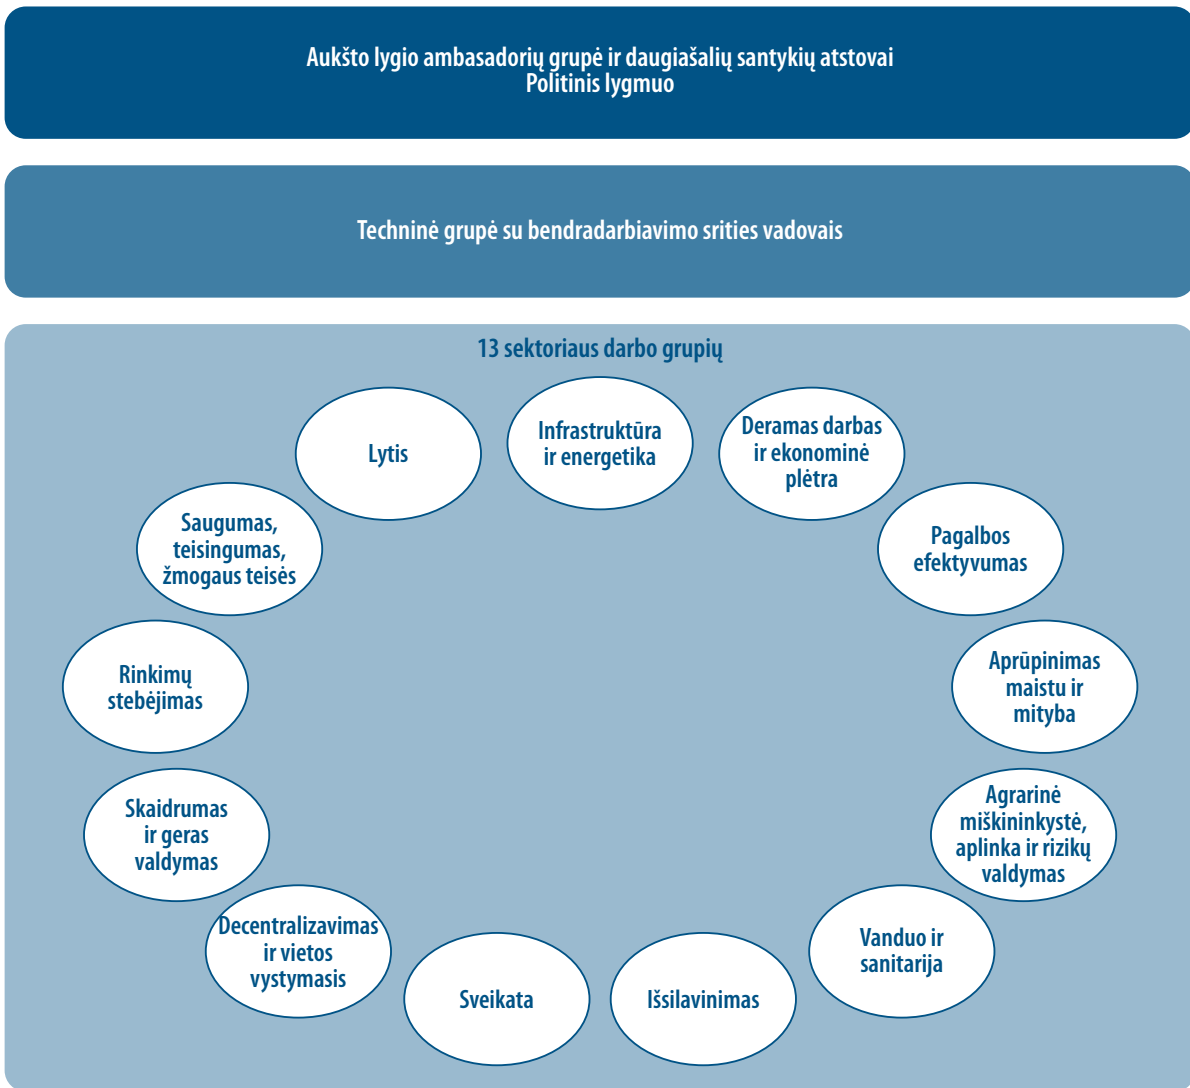 Aukšto lygio ambasadorių grupė ir daugiašalių santykių atstovai
Politinis lygmuo
Techninė grupė su bendradarbiavimo srities vadovais
13 sektoriaus darbo grupių
Lytis
Infrastruktūra
ir energetika
Deramas darbas
ir ekonominė
plėtra
Saugumas,
teisingumas,
žmogaus teisės
Pagalbos
efektyvumas
Rinkimų
stebėjimas
Aprūpinimas
maistu ir
mityba
Skaidrumas
ir geras
valdymas
Agrarinė
miškininkystė,
aplinka ir rizikų
valdymas
Decentralizavimas
ir vietos
vystymasis
Vanduo ir
sanitarija
Sveikata
Išsilavinimas